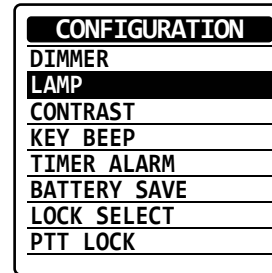 CONFIGURATION
DIMMER
LAMP
CONTRAST
KEY BEEP
TIMER ALARM
BATTERY SAVE
LOCK SELECT
PTT LOCK